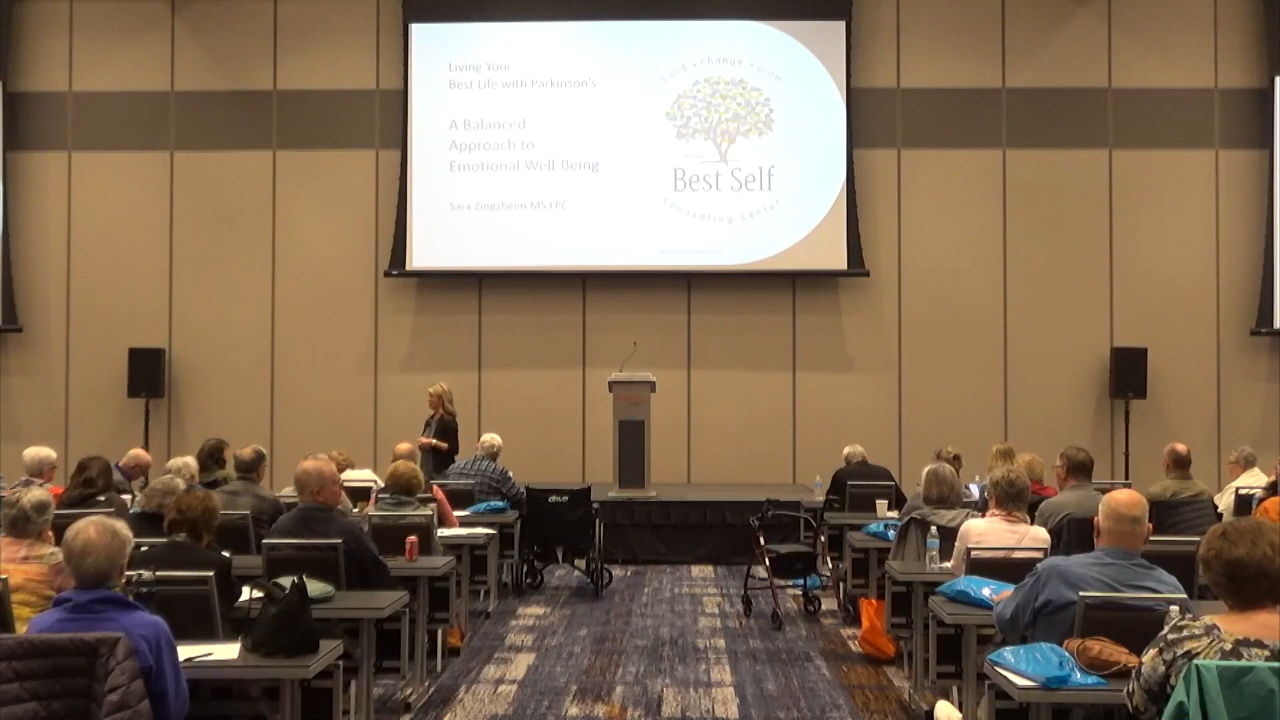 Living Your
Best Life with Parkinson's
A Balanced
Approach to
Emotional Well-Being
Sara Zingsheim MS LPC
build • change • grow
Best Self
counseling center
drive